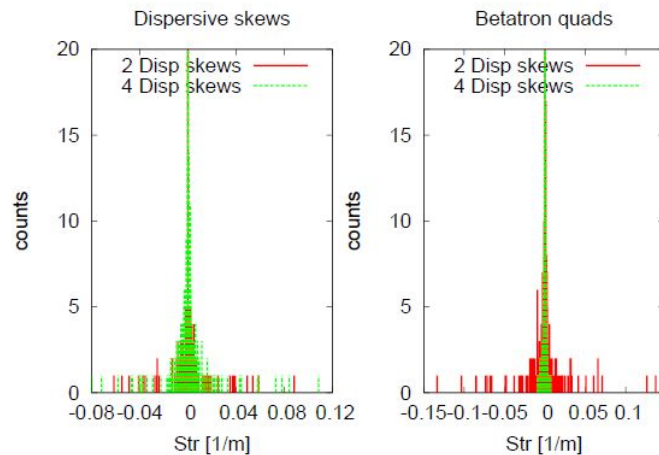 Dispersive skews
Betatron quads
20
15
10
5
0
counts
2 Disp skews
4 Disp skews
-0.08 -0.04 0 0.04 0.08 0.12
Str [1/m]
20
15
10
5
0
counts
2 Disp skews
4 Disp skews
-0.15 -0.1 -0.05 0 0.05 0.1
Str [1/m]